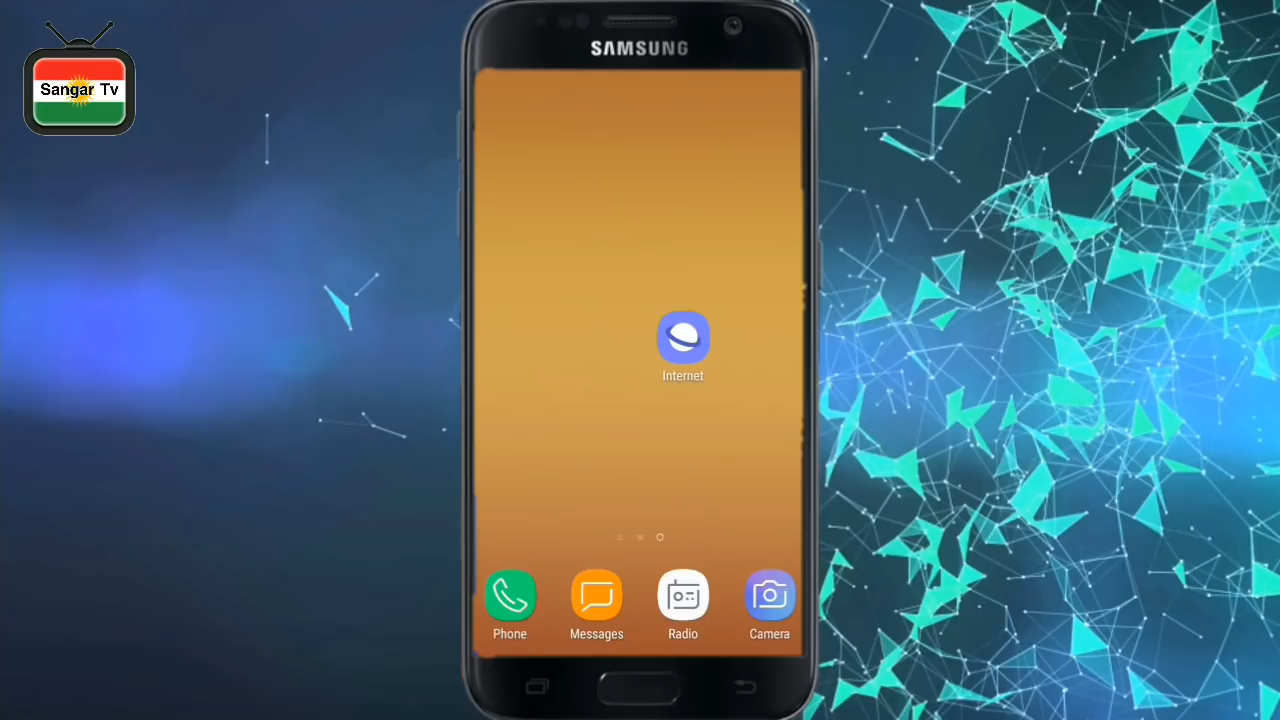 Sangar Tv
SAMSUNG
Internet
Phone
Messages
Radio
Camera